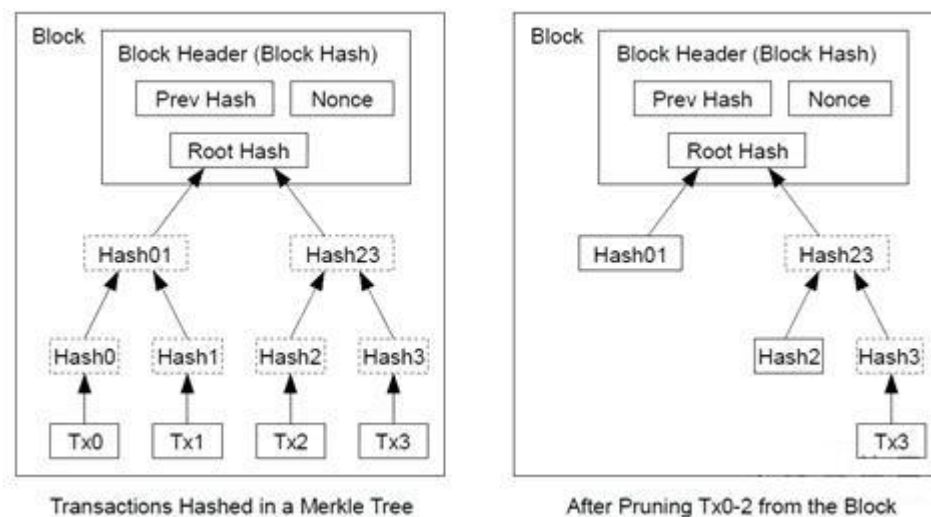 Block
Block Header (Block Hash)
Prev Hash
Nonce
Root Hash
Hash01
Hash23
Hash0
Hash1
Hash2
Hash3
Tx0
Tx1
Tx2
Tx3
Transactions Hashed in a Merkle Tree
Block
Block Header (Block Hash)
Prev Hash
Nonce
Root Hash
Hash01
Hash23
Hash2
Hash3
Tx3
After Pruning Tx0-2 from the Block